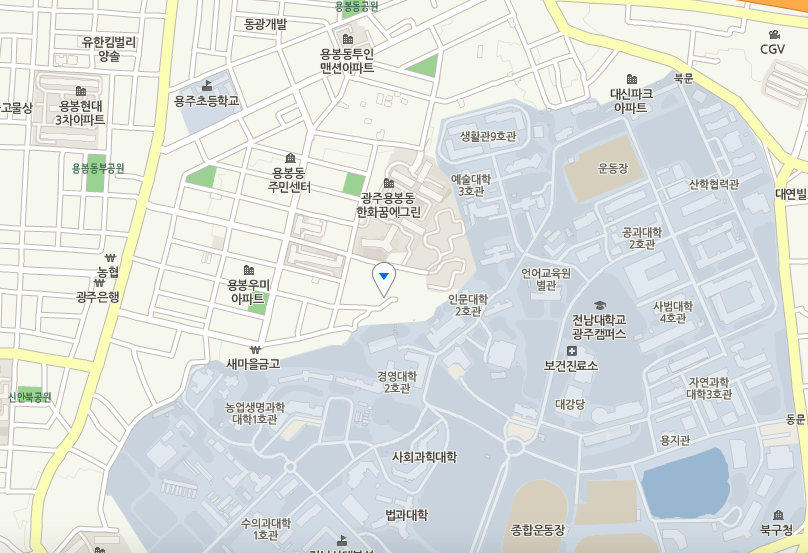 용봉동공원
동광개발
유한킴벌리
양솔
용봉동투인
맨션아파트
CGV
고물상
용봉현대
3차아파트
용주초등학교
북문
대신파크
아파트
생활관9호관
용봉동부공원
용봉동
주민센터
예술대학
3호관
운동장
산학협력관
광주용봉동
한화꿈에그린
대연빌
공과대학
2호관
농협
광주은행
용봉우미
아파트
언어교육원
별관
인문대학
2호관
전남대학교
광주캠퍼스
사범대학
4호관
새마을금고
보건진료소
신안북공원
경영대학
2호관
자연과학
대학3호관
농업생명과학
대학1호관
대강당
동문
용지관
사회과학대학
수의과대학
1호관
법과대학
종합운동장
북구청